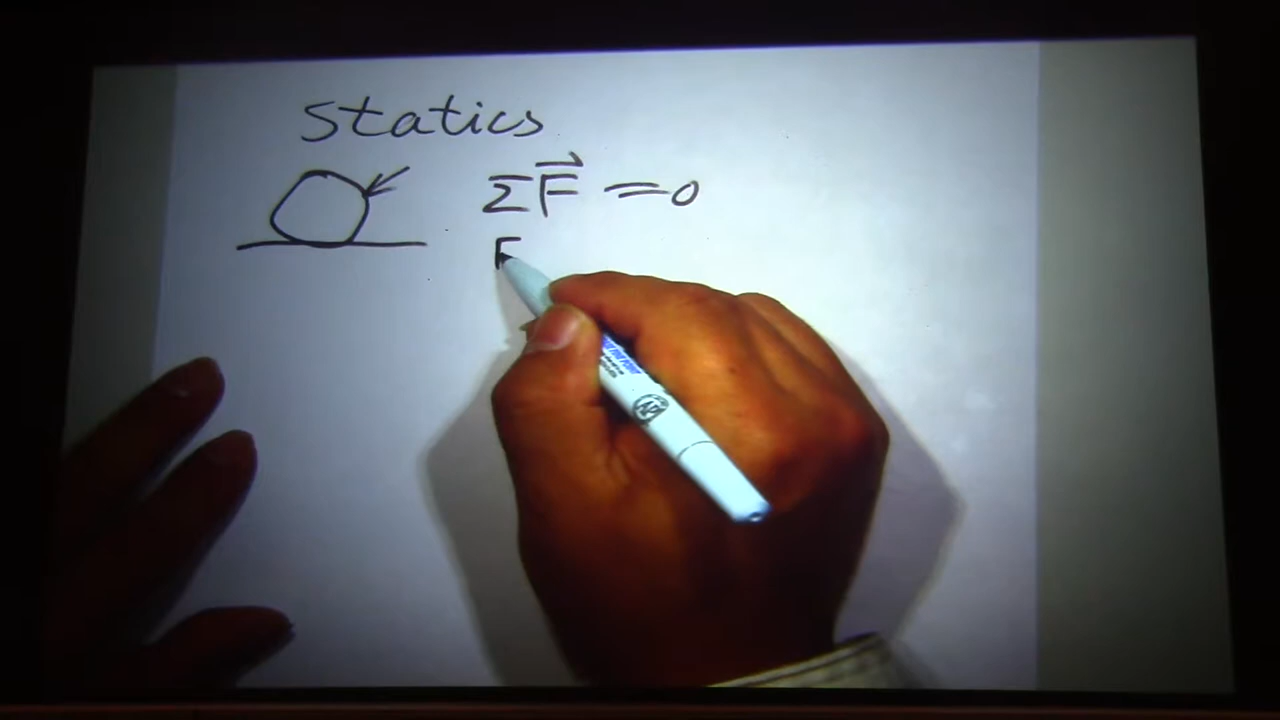 Statics
ΣF⃗ = 0
F